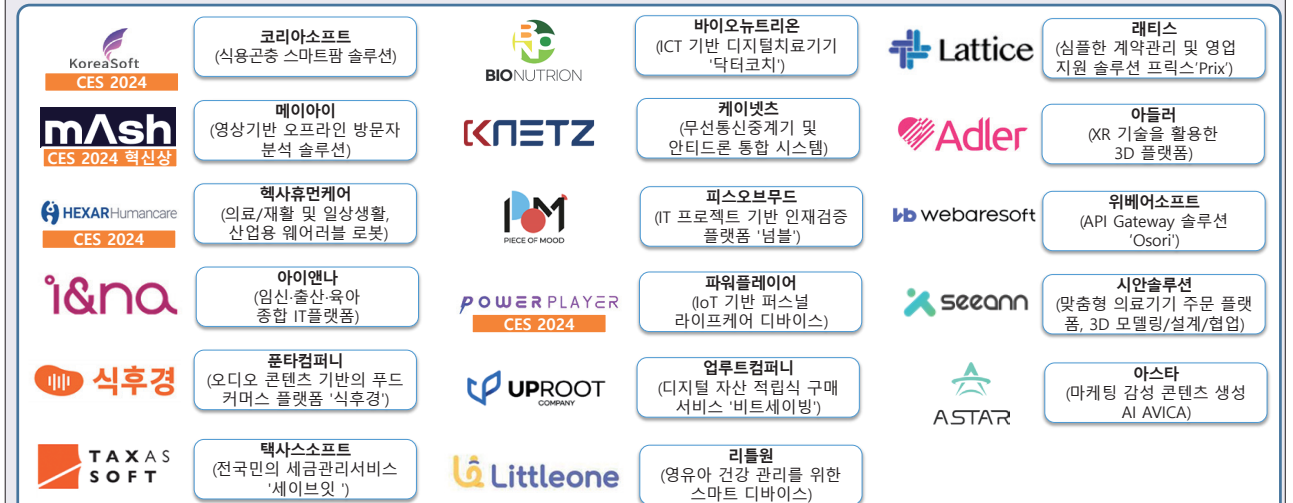 KoreaSoft
CES 2024
코리아소프트
(식용곤충 스마트팜 솔루션)
mΛsh
CES 2024 혁신상
메이아이
(영상기반 오프라인 방문자
분석 솔루션)
HEXARHumancare
CES 2024
헥사휴먼케어
(의료/재활 및 일상생활,
산업용 웨어러블 로봇)
i&na
아이앤나
(임신·출산·육아
종합 IT플랫폼)
식후경
푼타컴퍼니
(오디오 콘텐츠 기반의 푸드
커머스 플랫폼 '식후경')
TAXAS
SOFT
택사스소프트
(전국민의 세금관리서비스
'세이브잇 ')
BIONUTRION
바이오뉴트리온
(ICT 기반 디지털치료기기
'닥터코치')
KNETZ
케이넷츠
(무선통신중계기 및
안티드론 통합 시스템)
POM
PIECE OF MOOD
피스오브무드
(IT 프로젝트 기반 인재검증
플랫폼 '넘블')
POWERPLAYER
CES 2024
파워플레이어
(IoT 기반 퍼스널
라이프케어 디바이스)
UPROOT
COMPANY
업루트컴퍼니
(디지털 자산 적립식 구매
서비스 '비트세이빙')
Littleone
리틀원
(영유아 건강 관리를 위한
스마트 디바이스)
Lattice
래티스
(심플한 계약관리 및 영업
지원 솔루션 프릭스‘Prix’)
Adler
아들러
(XR 기술을 활용한
3D 플랫폼)
webaresoft
위베어소프트
(API Gateway 솔루션
'Osori')
seeann
시안솔루션
(맞춤형 의료기기 주문 플랫
폼, 3D 모델링/설계/협업)
ASTAR
아스타
(마케팅 감성 콘텐츠 생성
AI AVICA)